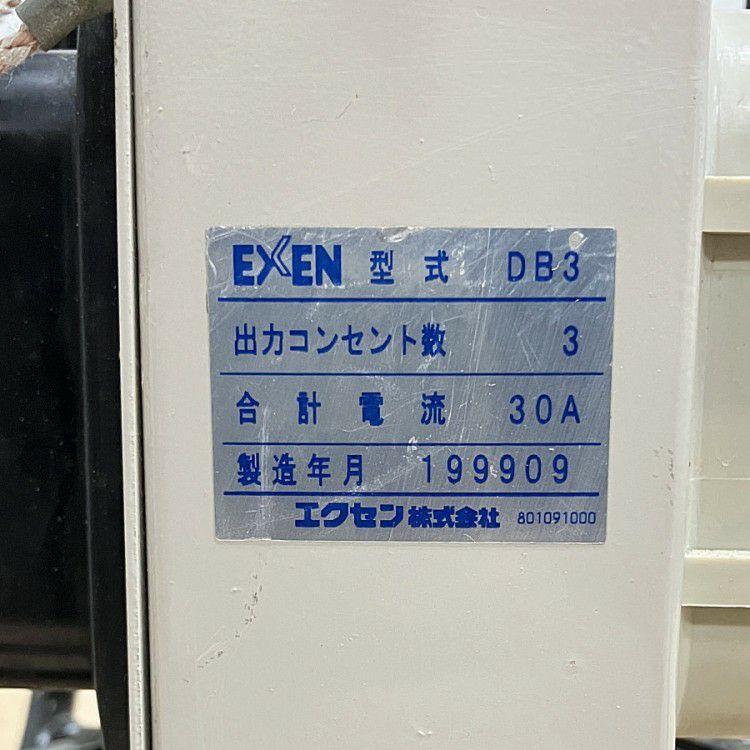 EXEN 型式 DB3
出力コンセント数 3
合計電流 30A
製造年月 199909
エクセン株式会社 801091000